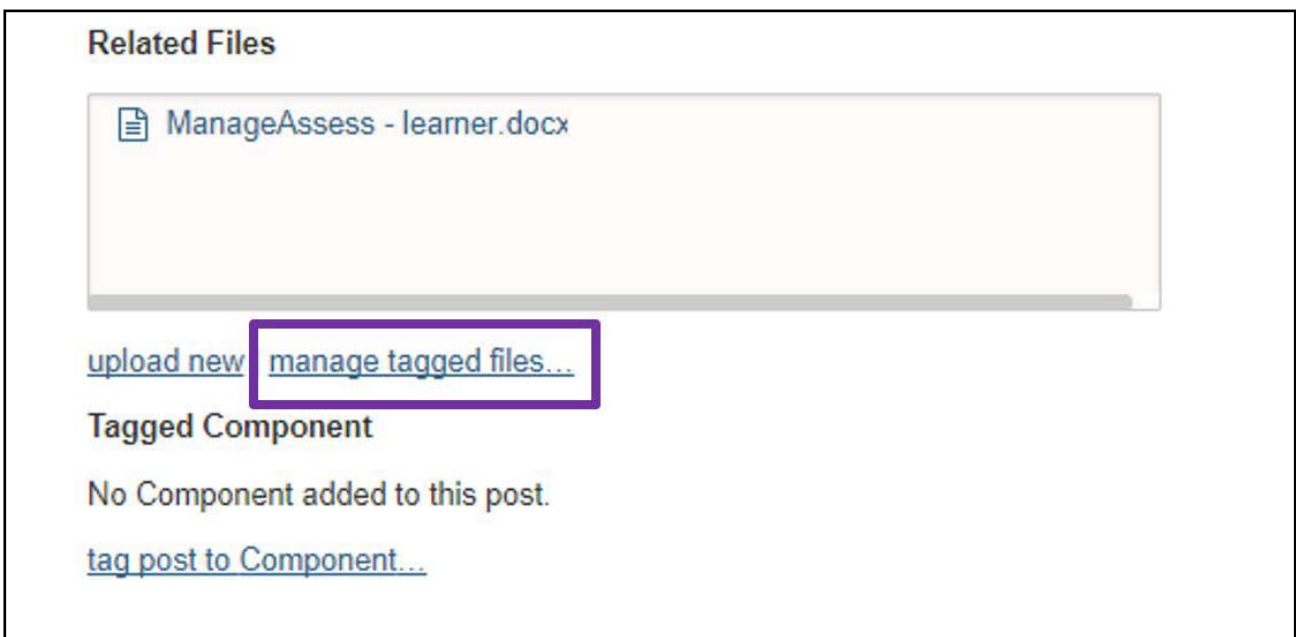 Related Files
ManageAssess - learner.docx
upload new manage tagged files...
Tagged Component
No Component added to this post.
tag post to Component...